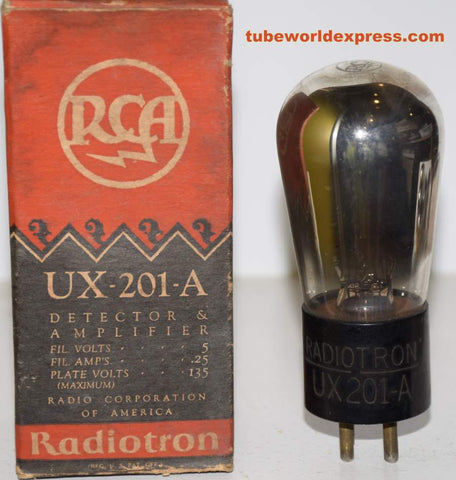 tubeworldexpress.com
RCA
UX-201-A
DETECTOR &
AMPLIFIER
FIL. VOLTS . . . . 5
FIL. AMP'S. . . . .25
PLATE VOLTS . . 135
(MAXIMUM)
RADIO CORPORATION
OF AMERICA
Radiotron
RADIOTRON
UX 201-A